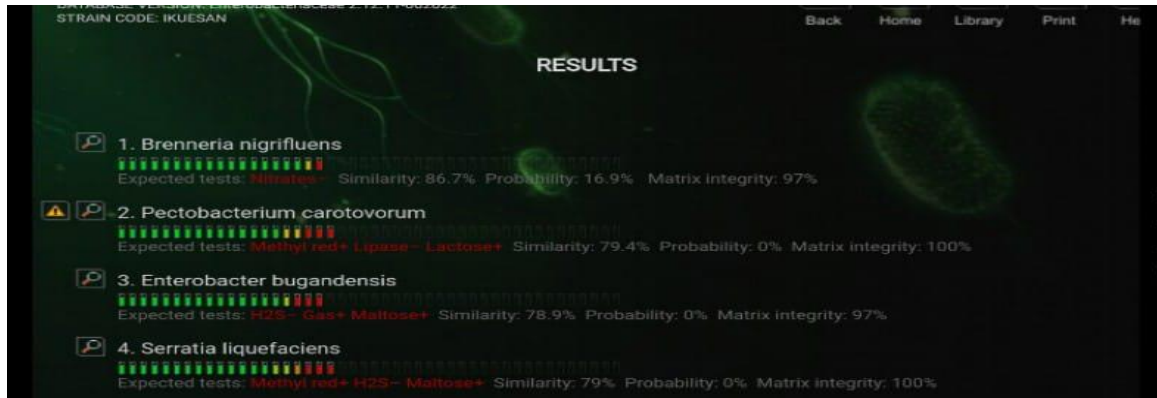 STRAIN CODE: IKUESAN
Back Home Library Print He
RESULTS
1. Brenneria nigrifluens
Expected tests: Nitrates− Similarity: 86.7% Probability: 16.9% Matrix integrity: 97%
2. Pectobacterium carotovorum
Expected tests: Methyl red+ Lipase− Lactose+ Similarity: 79.4% Probability: 0% Matrix integrity: 100%
3. Enterobacter bugandensis
Expected tests: H2S− Gas+ Maltose+ Similarity: 78.9% Probability: 0% Matrix integrity: 97%
4. Serratia liquefaciens
Expected tests: Methyl red+ H2S− Maltose+ Similarity: 79% Probability: 0% Matrix integrity: 100%